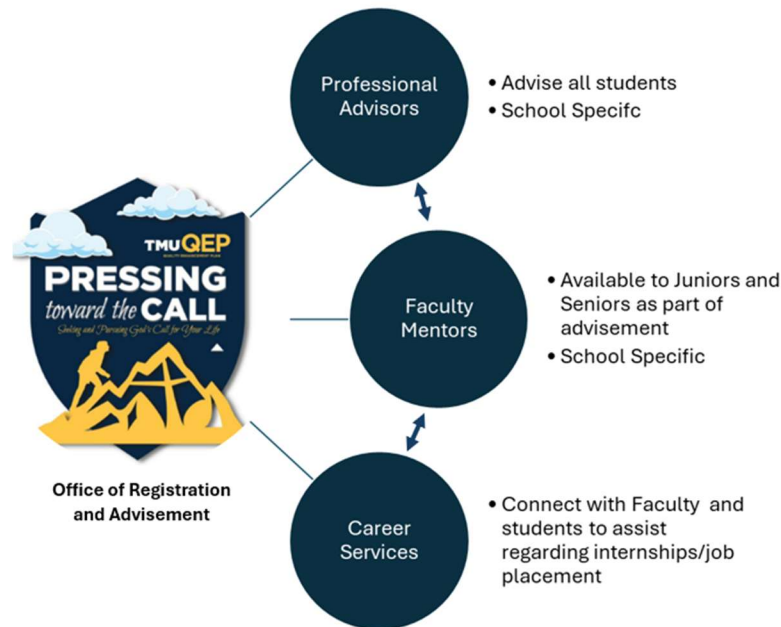 Professional
Advisors
• Advise all students
• School Specifc
TMU QEP
QUALITY ENHANCEMENT PLAN
PRESSING
toward the CALL
Seeking and Pursuing God's Call for Your Life
Office of Registration
and Advisement
Faculty
Mentors
• Available to Juniors and
Seniors as part of
advisement
• School Specific
Career
Services
• Connect with Faculty and
students to assist
regarding internships/job
placement